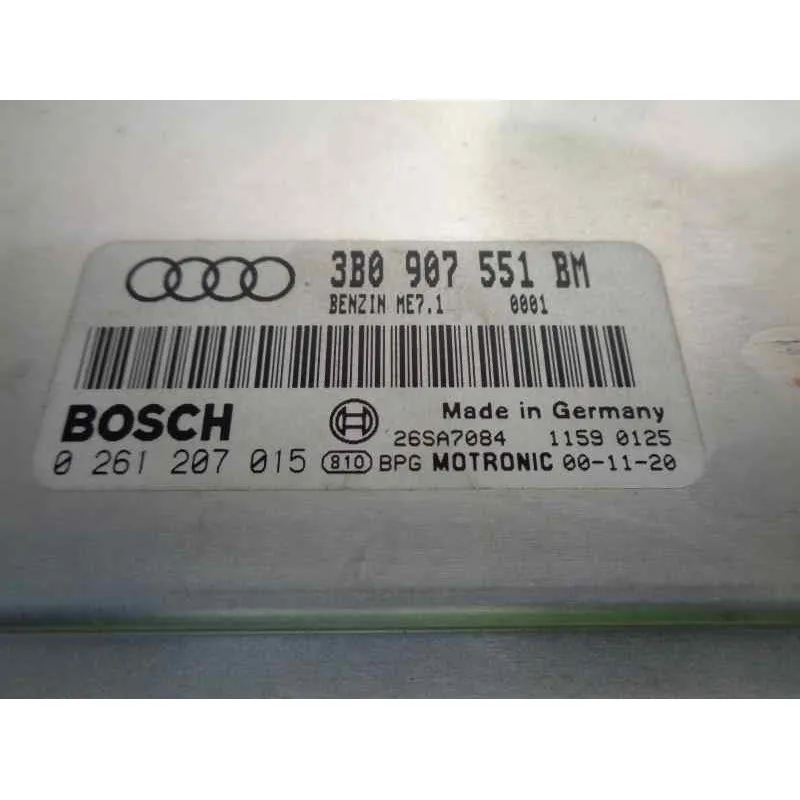 3B0 907 551 BM
BENZIN ME7.1 0001
BOSCH Made in Germany
26SA7084 1159 0125
0 261 207 015 810 BPG MOTRONIC 00-11-20